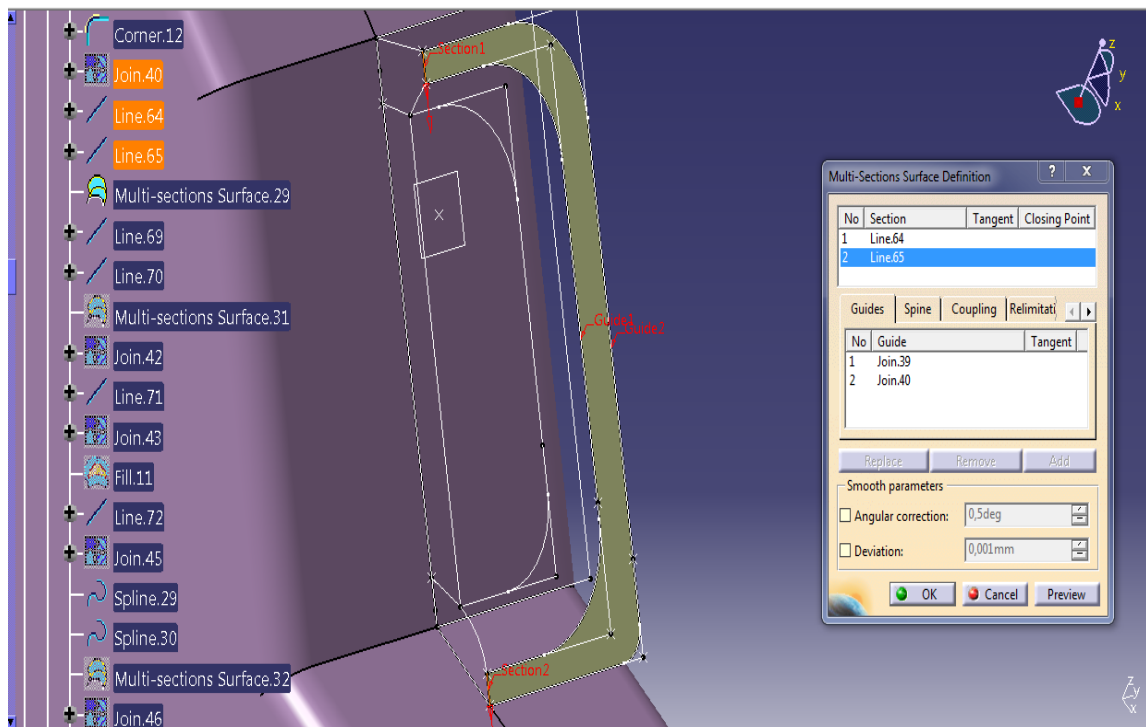 Corner.12
Join.40
Line.64
Line.65
Multi-sections Surface.29
Line.69
Line.70
Multi-sections Surface.31
Join.42
Line.71
Join.43
Fill.11
Line.72
Join.45
Spline.29
Spline.30
Multi-sections Surface.32
Join.46
Section1
Guide2
Section2
z
y
x
Multi-Sections Surface Definition
? X
No Section Tangent Closing Point
1 Line.64
2 Line.65
Guides Spine Coupling Relimitati
No Guide Tangent
1 Join.39
2 Join.40
Replace Remove Add
Smooth parameters
Angular correction: 0,5deg
Deviation: 0,001mm
OK Cancel Preview
z
y
x